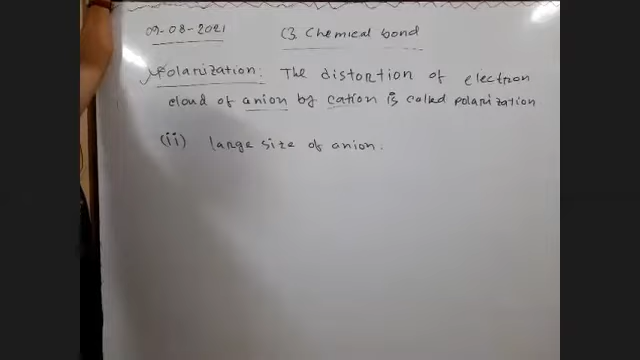 09-08-2021 (3. Chemical bond
Polarization: The distortion of electron
cloud of anion by cation is called polarization
(ii) large size of anion.